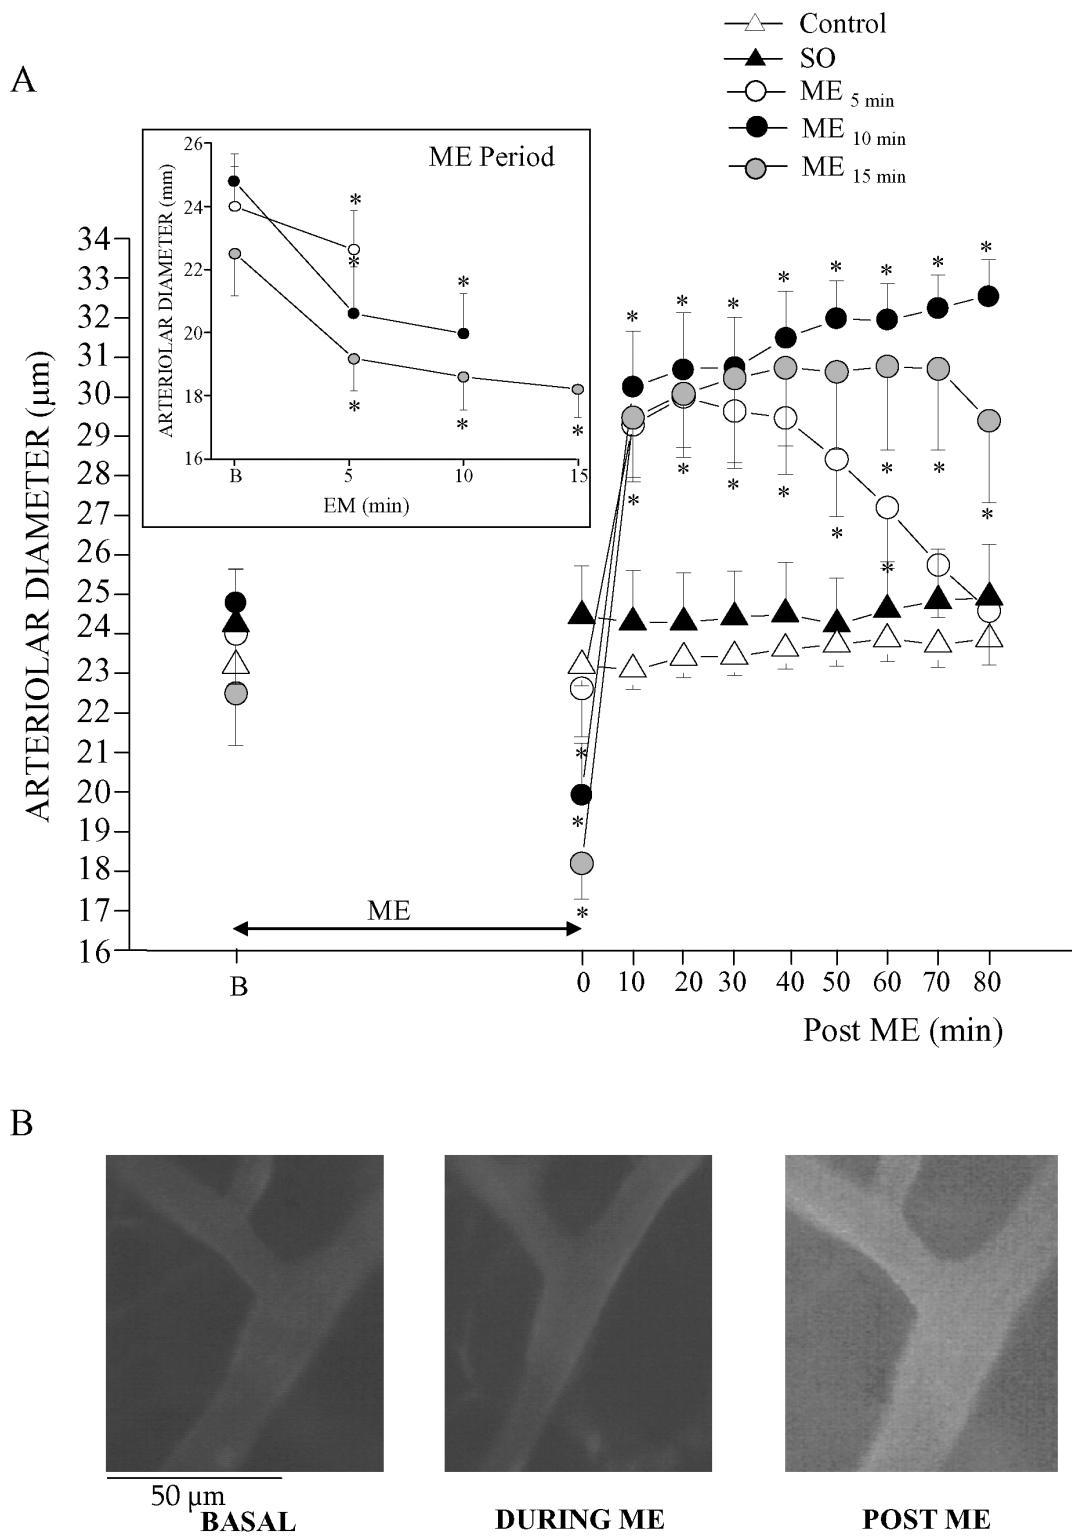 Control
SO
ME 5 min
ME 10 min
ME 15 min
A
ME Period
ARTERIOLAR DIAMETER (mm)
26
24
22
20
18
16
B 5 10 15
EM (min)
ARTERIOLAR DIAMETER (µm)
34
33
32
31
30
29
28
27
26
25
24
23
22
21
20
19
18
17
16
* * * * * * * *
* * * * * * * *
* * * * *
* * *
* *
ME
B 0 10 20 30 40 50 60 70 80
Post ME (min)
B
50 µm
BASAL DURING ME POST ME